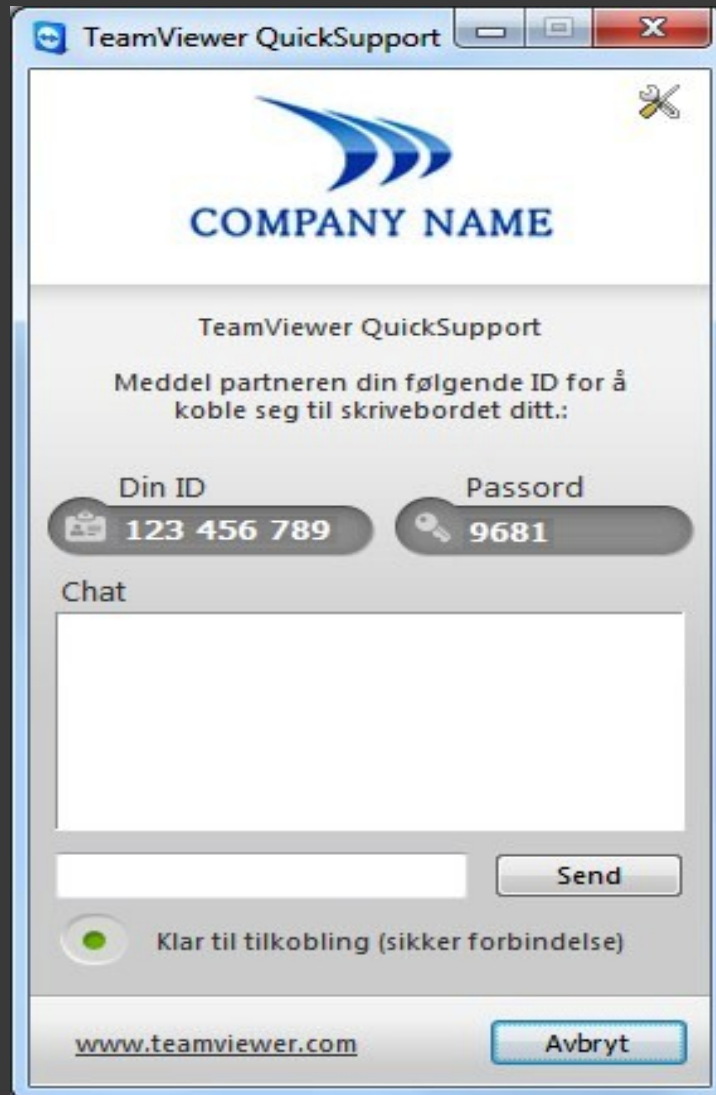 TeamViewer QuickSupport
COMPANY NAME
TeamViewer QuickSupport
Meddel partneren din følgende ID for å
koble seg til skrivebordet ditt.:
Din ID
Passord
123 456 789
9681
Chat
Send
Klar til tilkobling (sikker forbindelse)
www.teamviewer.com
Avbryt